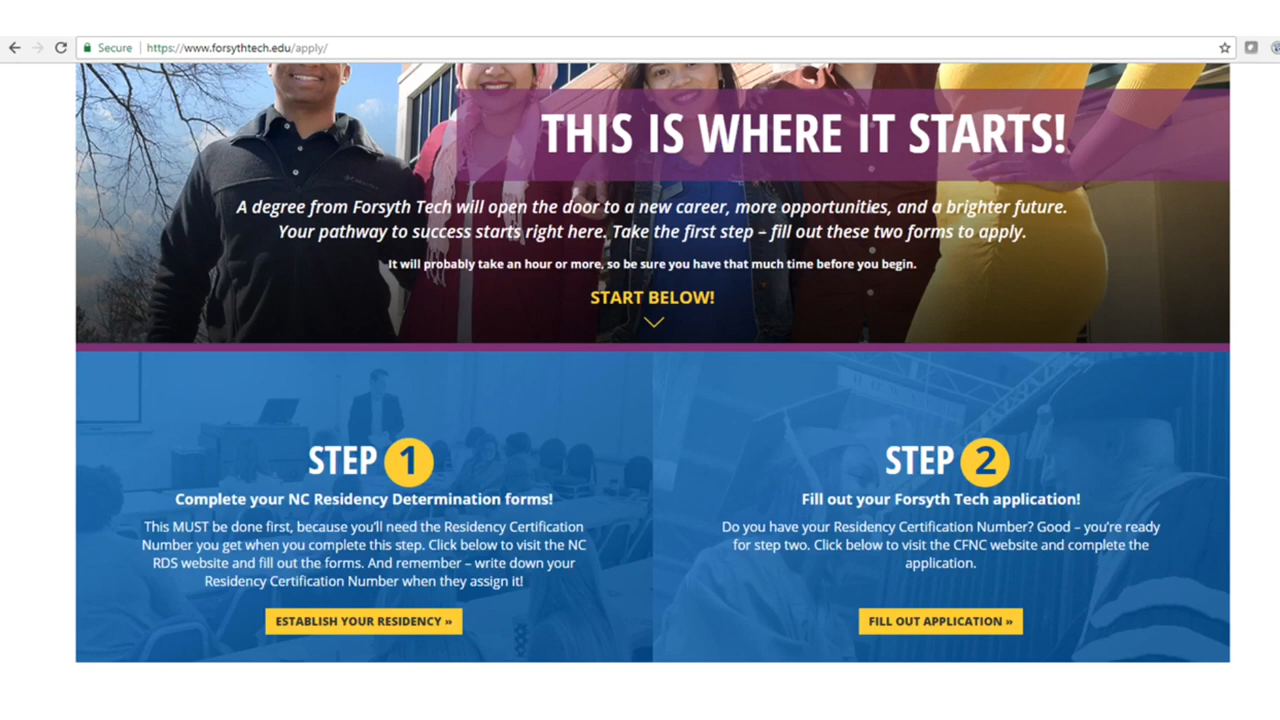 Secure https://www.forsythtech.edu/apply/
THIS IS WHERE IT STARTS!
A degree from Forsyth Tech will open the door to a new career, more opportunities, and a brighter future.
Your pathway to success starts right here. Take the first step – fill out these two forms to apply.
It will probably take an hour or more, so be sure you have that much time before you begin.
START BELOW!
STEP 1
Complete your NC Residency Determination forms!
This MUST be done first, because you'll need the Residency Certification
Number you get when you complete this step. Click below to visit the NC
RDS website and fill out the forms. And remember – write down your
Residency Certification Number when they assign it!
ESTABLISH YOUR RESIDENCY »
STEP 2
Fill out your Forsyth Tech application!
Do you have your Residency Certification Number? Good – you're ready
for step two. Click below to visit the CFNC website and complete the
application.
FILL OUT APPLICATION »